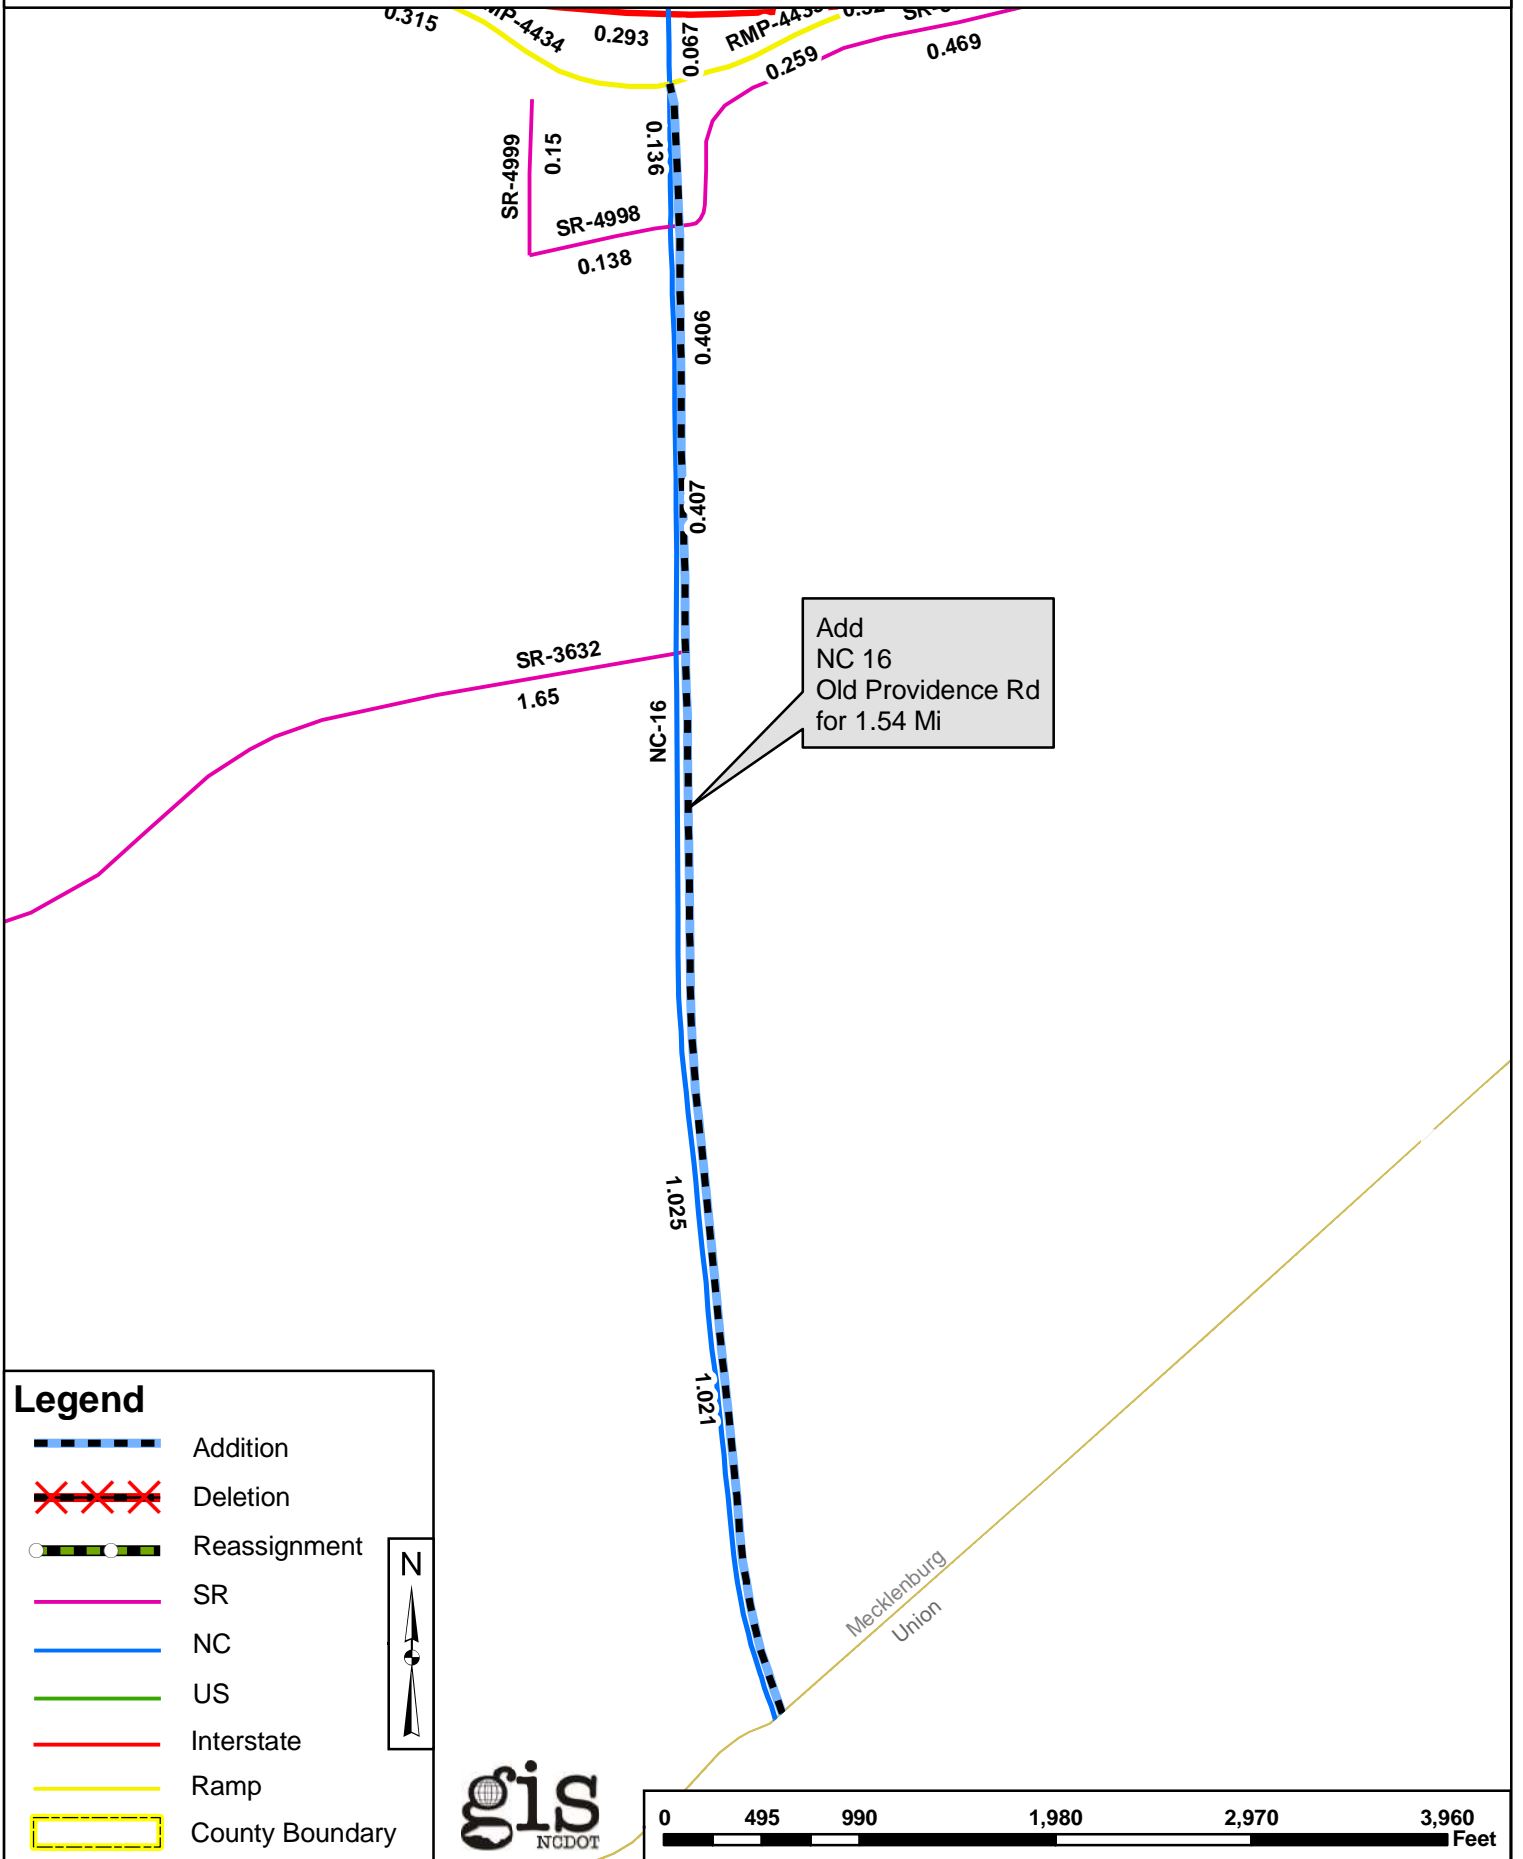 0.315
MP-4434
0.293
0.067
0.469
0.259
SR-4999
0.15
0.136
SR-4998
0.138
0.406
0.407
Add
NC 16
Old Providence Rd
for 1.54 Mi
SR-3632
1.65
NC-16
1.025
1.021
Mecklenburg
Union
Legend
Addition
Deletion
Reassignment
SR
NC
US
Interstate
Ramp
County Boundary
N
gis
NCDOT
0 495 990 1,980 2,970 3,960
Feet